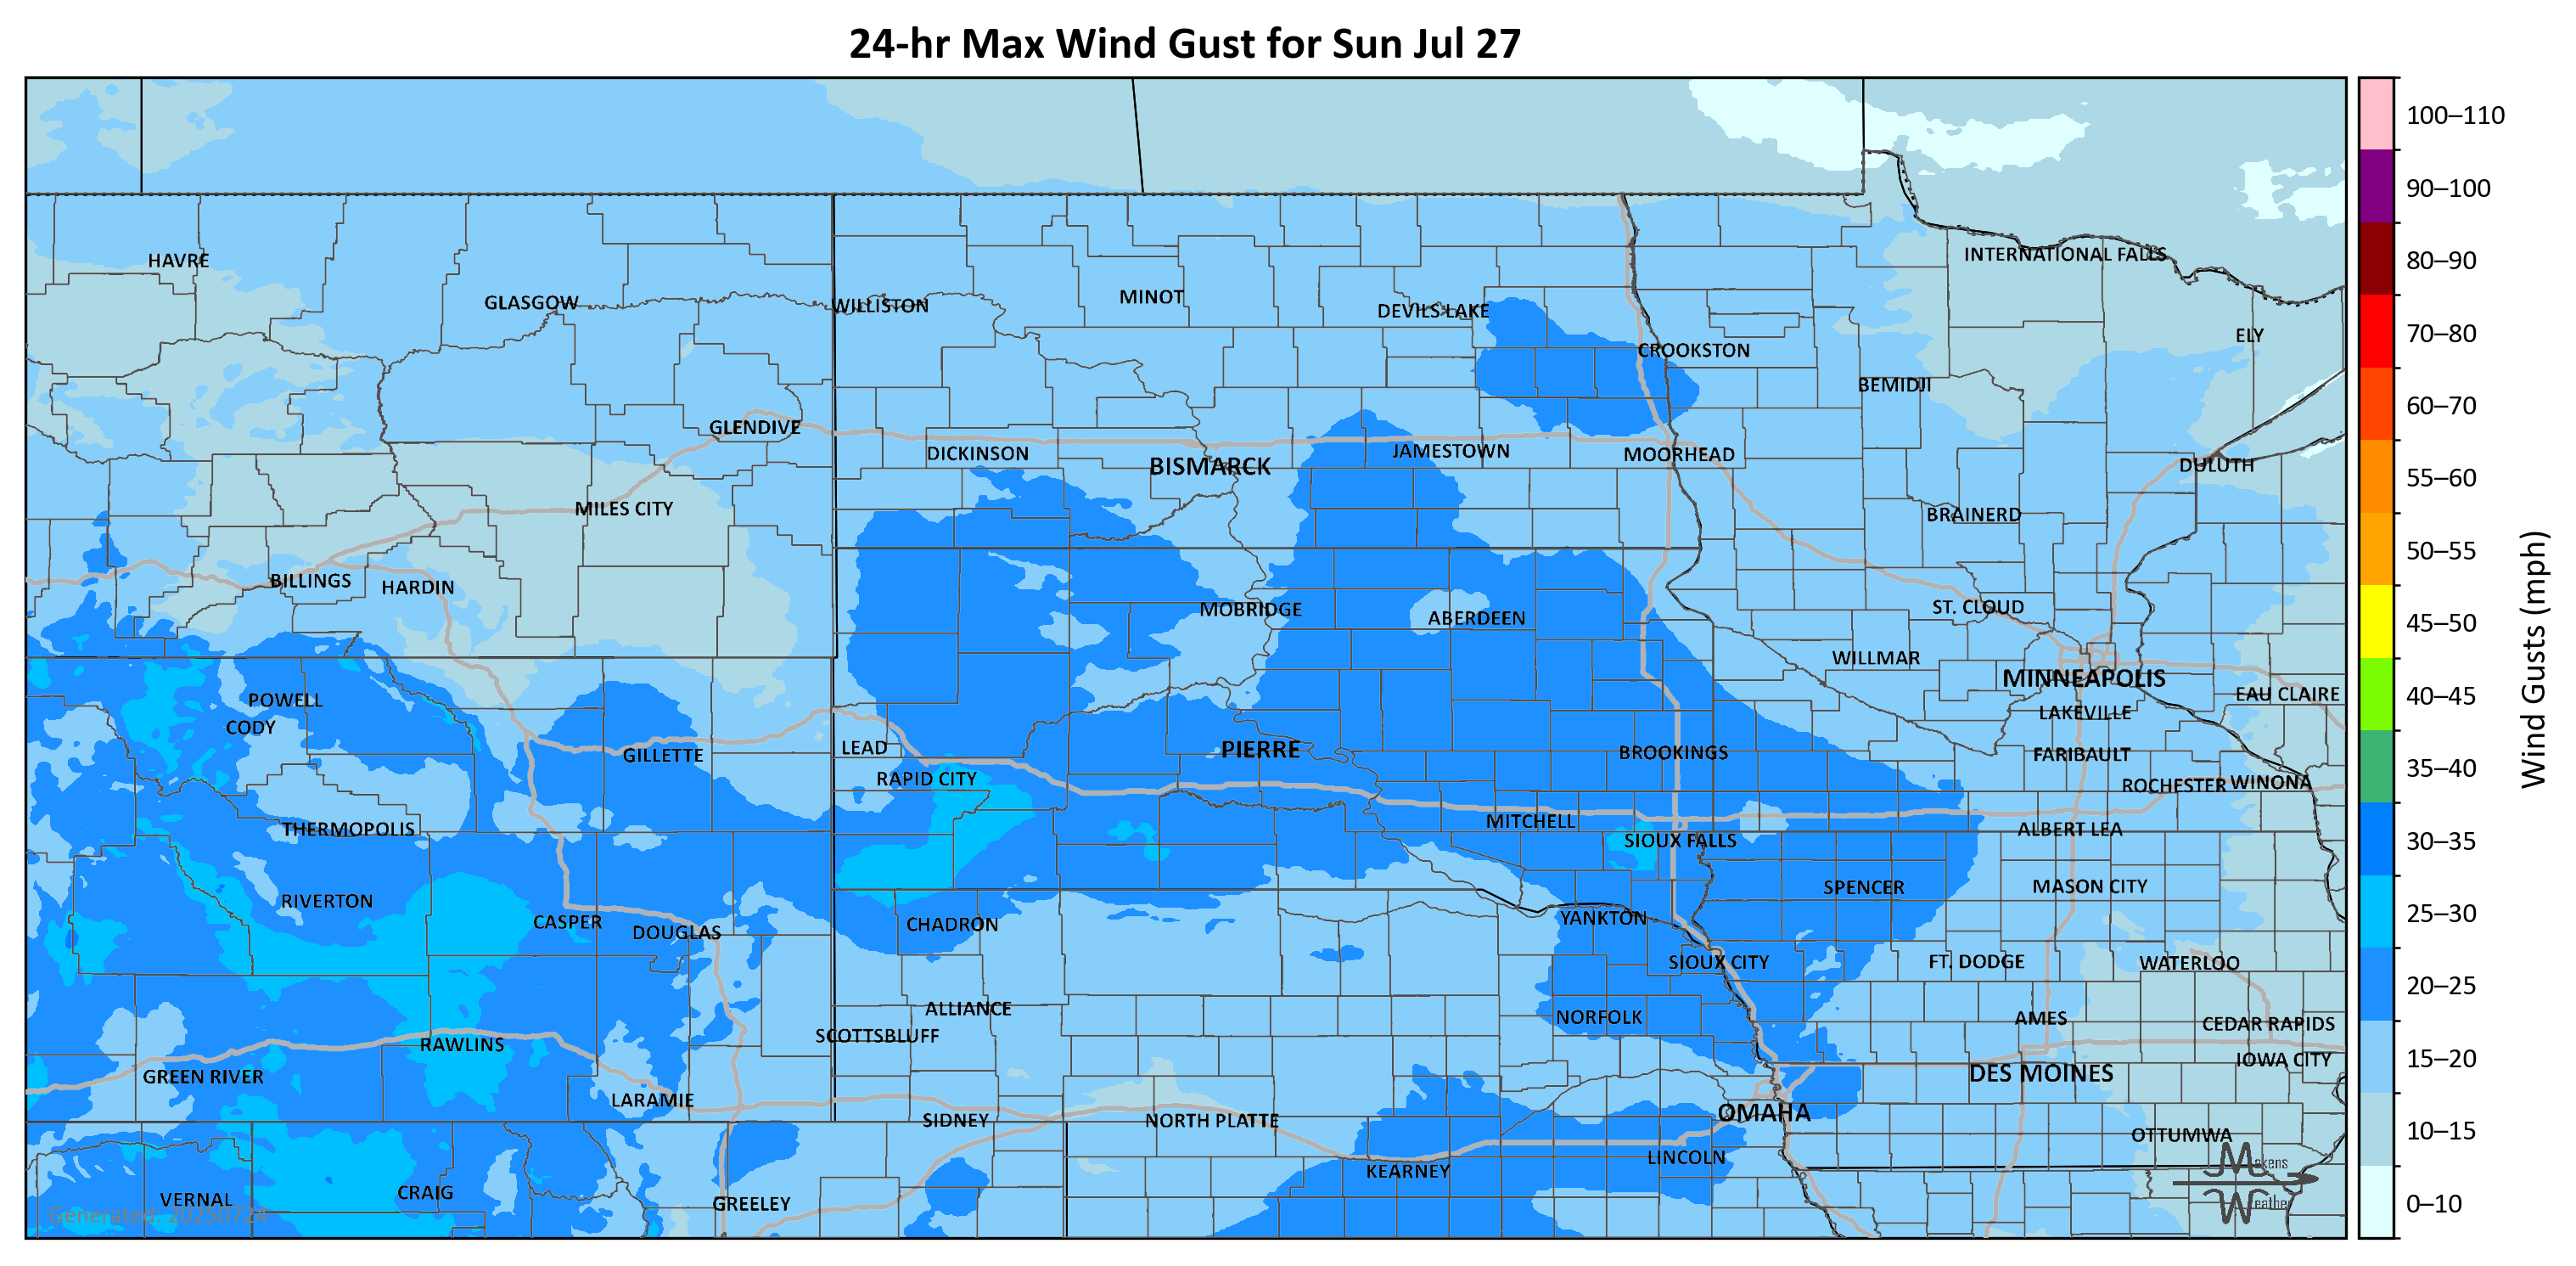 24-hr Max Wind Gust for Sun Jul 27
100–110
90–100
80–90
70–80
60–70
55–60
50–55
45–50
40–45
35–40
30–35
25–30
20–25
15–20
10–15
0–10
Wind Gusts (mph)
HAVRE
GLASGOW
WILLISTON
MINOT
DEVILS LAKE
INTERNATIONAL FALLS
ELY
CROOKSTON
BEMIDJI
GLENDIVE
DICKINSON
BISMARCK
JAMESTOWN
MOORHEAD
DULUTH
MILES CITY
BRAINERD
BILLINGS
HARDIN
MOBRIDGE
ABERDEEN
ST. CLOUD
WILLMAR
MINNEAPOLIS
EAU CLAIRE
POWELL
CODY
LAKEVILLE
GILLETTE
LEAD
PIERRE
BROOKINGS
FARIBAULT
RAPID CITY
ROCHESTER
WINONA
THERMOPOLIS
MITCHELL
SIOUX FALLS
ALBERT LEA
RIVERTON
SPENCER
MASON CITY
CASPER
DOUGLAS
CHADRON
YANKTON
SIOUX CITY
FT. DODGE
WATERLOO
ALLIANCE
SCOTTSBLUFF
NORFOLK
AMES
CEDAR RAPIDS
RAWLINS
IOWA CITY
GREEN RIVER
DES MOINES
LARAMIE
SIDNEY
NORTH PLATTE
OMAHA
OTTUMWA
KEARNEY
LINCOLN
VERNAL
CRAIG
GREELEY
Generated: 20250724
Makens
Weather